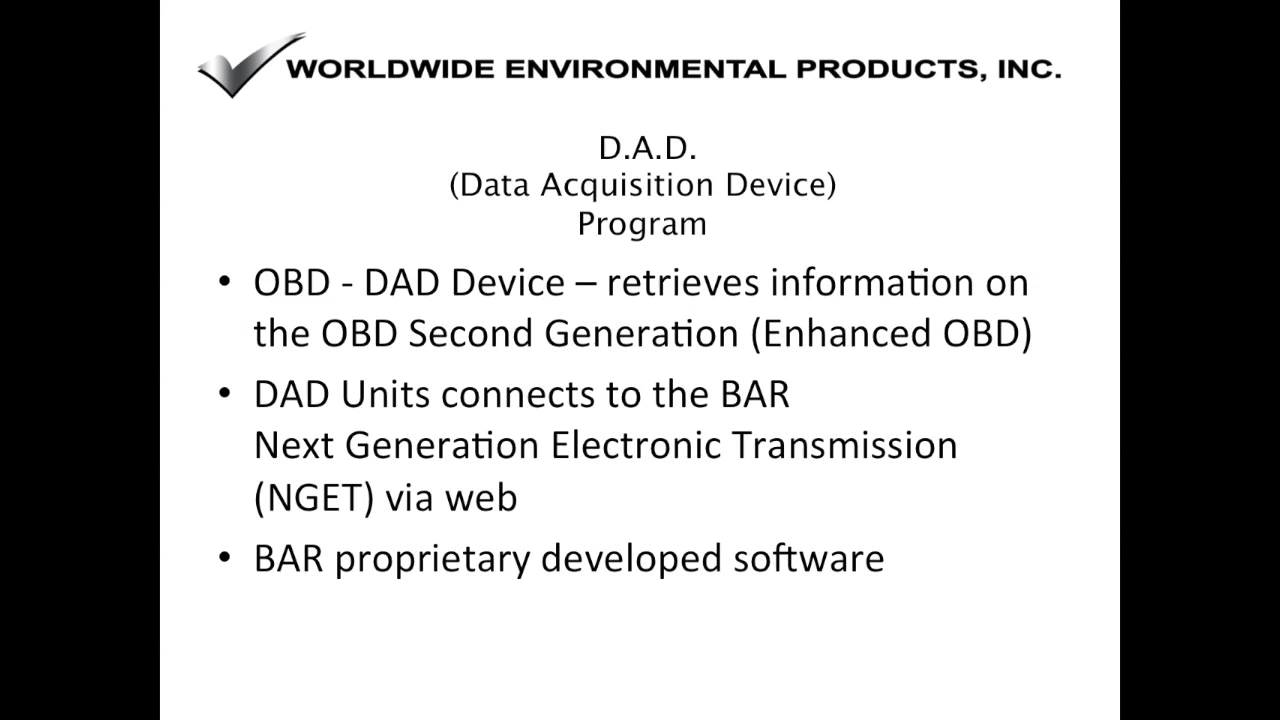 WORLDWIDE ENVIRONMENTAL PRODUCTS, INC.
D.A.D.
(Data Acquisition Device)
Program
• OBD - DAD Device – retrieves information on
the OBD Second Generation (Enhanced OBD)
• DAD Units connects to the BAR
Next Generation Electronic Transmission
(NGET) via web
• BAR proprietary developed software